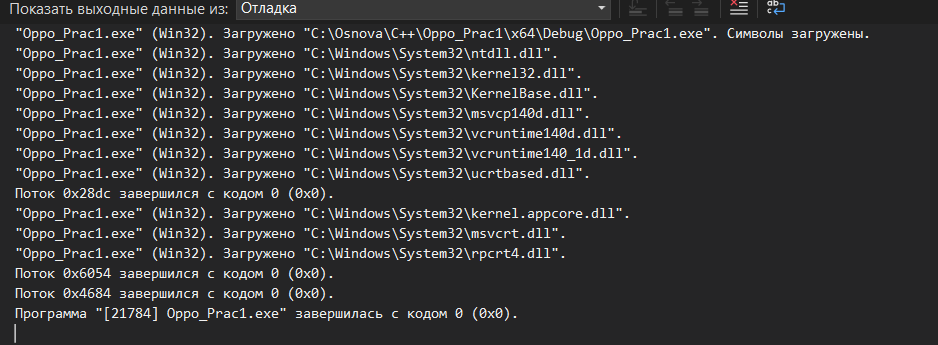 Показать выходные данные из: Отладка
"Oppo_Prac1.exe" (Win32). Загружено "C:\Osnova\C++\Oppo_Prac1\x64\Debug\Oppo_Prac1.exe". Символы загружены.
"Oppo_Prac1.exe" (Win32). Загружено "C:\Windows\System32\ntdll.dll".
"Oppo_Prac1.exe" (Win32). Загружено "C:\Windows\System32\kernel32.dll".
"Oppo_Prac1.exe" (Win32). Загружено "C:\Windows\System32\KernelBase.dll".
"Oppo_Prac1.exe" (Win32). Загружено "C:\Windows\System32\msvcp140d.dll".
"Oppo_Prac1.exe" (Win32). Загружено "C:\Windows\System32\vcruntime140d.dll".
"Oppo_Prac1.exe" (Win32). Загружено "C:\Windows\System32\vcruntime140_1d.dll".
"Oppo_Prac1.exe" (Win32). Загружено "C:\Windows\System32\ucrtbased.dll".
Поток 0x28dc завершился с кодом 0 (0x0).
"Oppo_Prac1.exe" (Win32). Загружено "C:\Windows\System32\kernel.appcore.dll".
"Oppo_Prac1.exe" (Win32). Загружено "C:\Windows\System32\msvcrt.dll".
"Oppo_Prac1.exe" (Win32). Загружено "C:\Windows\System32\rpcrt4.dll".
Поток 0x6054 завершился с кодом 0 (0x0).
Поток 0x4684 завершился с кодом 0 (0x0).
Программа "[21784] Oppo_Prac1.exe" завершилась с кодом 0 (0x0).